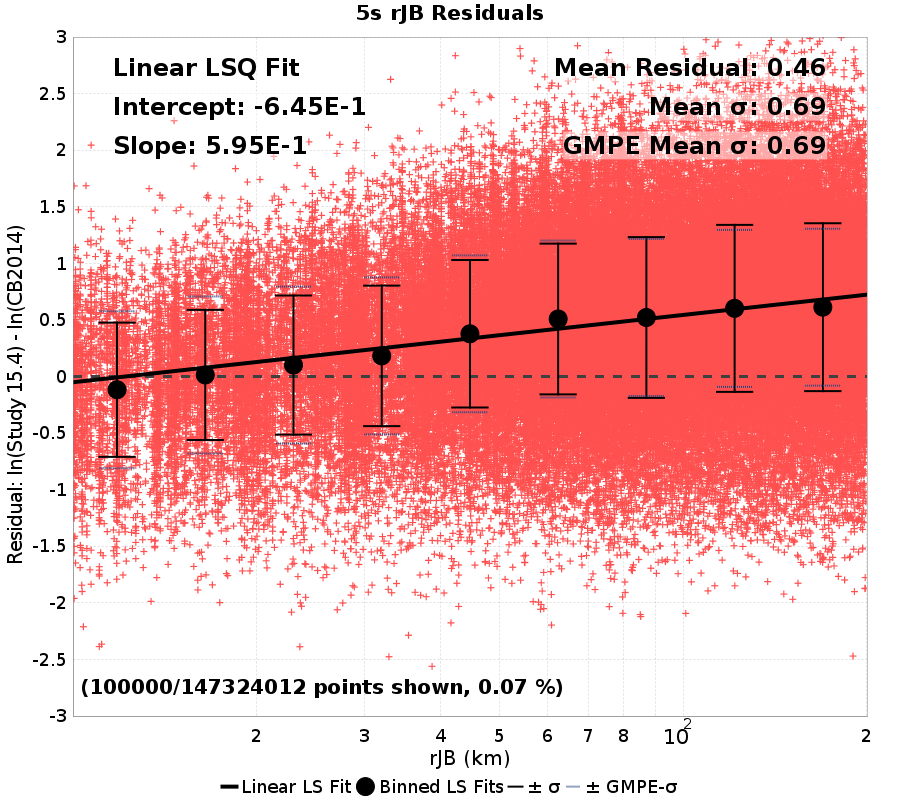 5s rJB Residuals
Linear LSQ Fit
Intercept: -6.45E-1
Slope: 5.95E-1
Mean Residual: 0.46
Mean σ: 0.69
GMPE Mean σ: 0.69
Residual: ln(Study 15.4) - ln(CB2014)
3
2.5
2
1.5
1
0.5
0
-0.5
-1
-1.5
-2
-2.5
-3
(100000/147324012 points shown, 0.07 %)
2 3 4 5 6 7 8 10² 2
rJB (km)
Linear LS Fit Binned LS Fits ± σ ± GMPE-σ